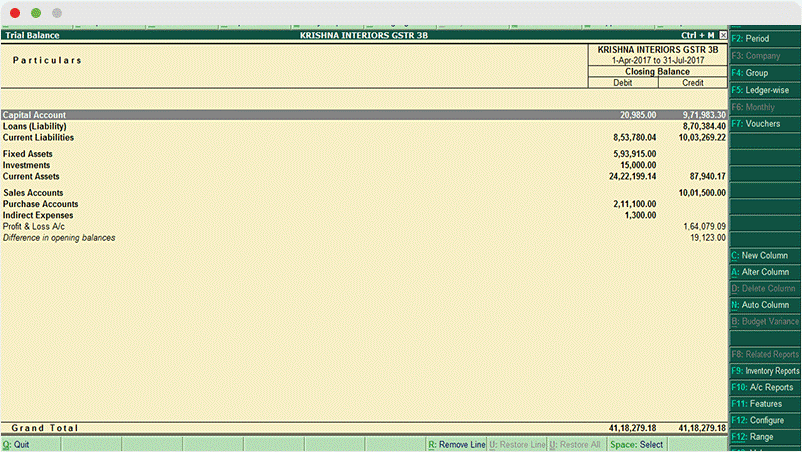 Trial Balance KRISHNA INTERIORS GSTR 3B Ctrl + M
Particulars
KRISHNA INTERIORS GSTR 3B
1-Apr-2017 to 31-Jul-2017
Closing Balance
Debit Credit
Capital Account 20,985.00 9,71,983.30
Loans (Liability) 8,70,384.40
Current Liabilities 8,53,780.04 10,03,269.22
Fixed Assets 5,93,915.00
Investments 15,000.00
Current Assets 24,22,199.14 87,940.17
Sales Accounts 10,01,500.00
Purchase Accounts 2,11,100.00
Indirect Expenses 1,300.00
Profit & Loss A/c 1,64,079.09
Difference in opening balances 19,123.00
Grand Total 41,18,279.18 41,18,279.18
Q: Quit R: Remove Line U: Restore Line U: Restore All Space: Select
F2: Period
F3: Company
F4: Group
F5: Ledger-wise
F6: Monthly
F7: Vouchers
C: New Column
A: Alter Column
D: Delete Column
N: Auto Column
B: Budget Variance
F8: Related Reports
F9: Inventory Reports
F10: A/c Reports
F11: Features
F12: Configure
F12: Range